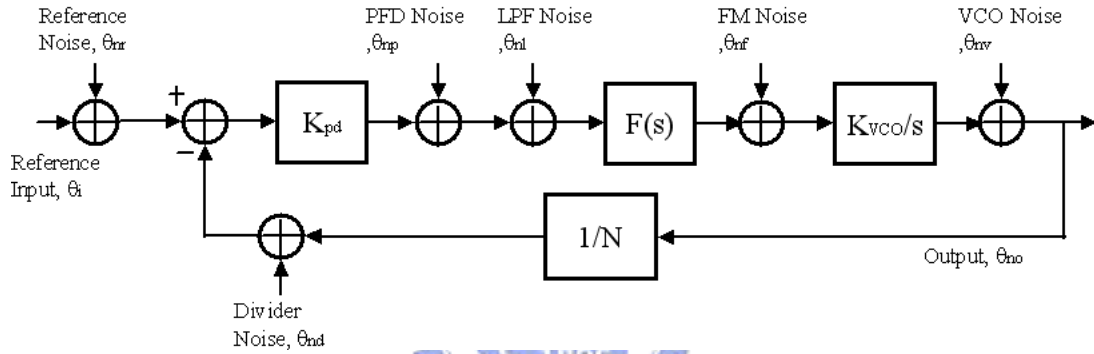 Reference
Noise, θnr
PFD Noise
,θnp
LPF Noise
,θnl
FM Noise
,θnf
VCO Noise
,θnv
+
−
Kpd
F(s)
KVCO/s
Reference
Input, θi
1/N
Output, θno
Divider
Noise, θnd